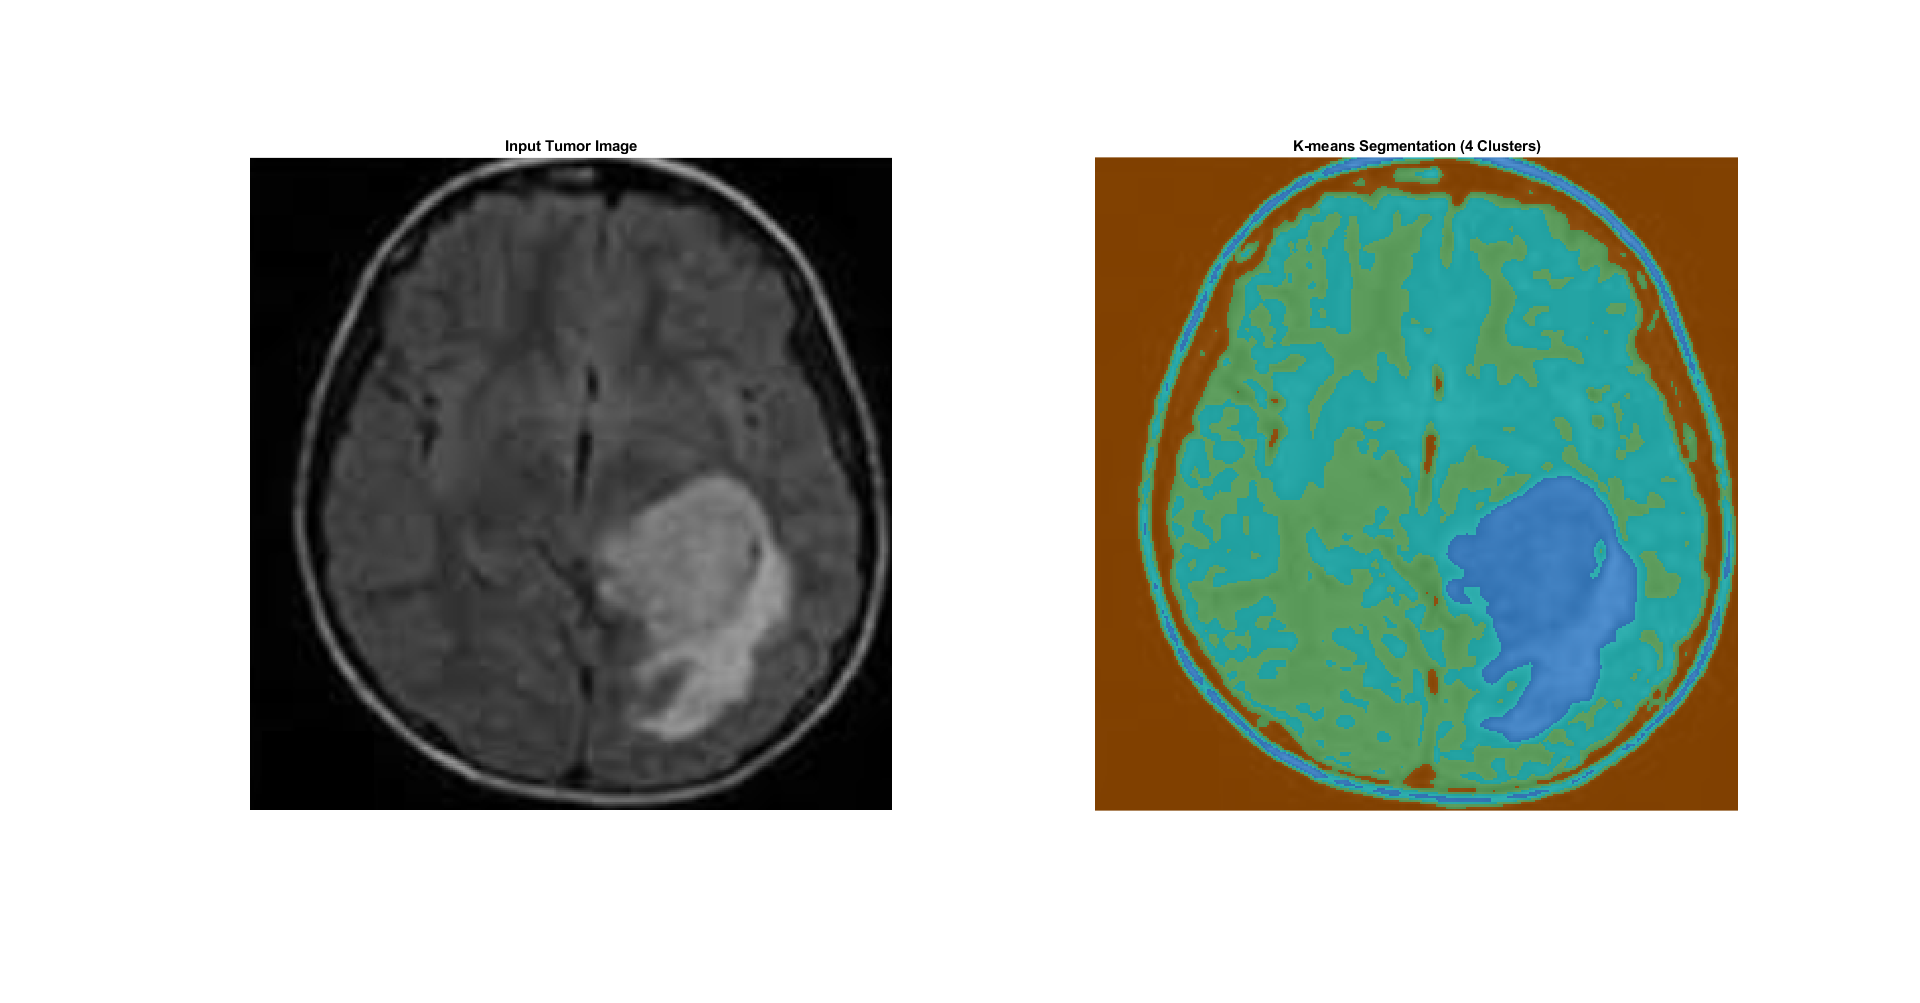 Input Tumor Image
K-means Segmentation (4 Clusters)